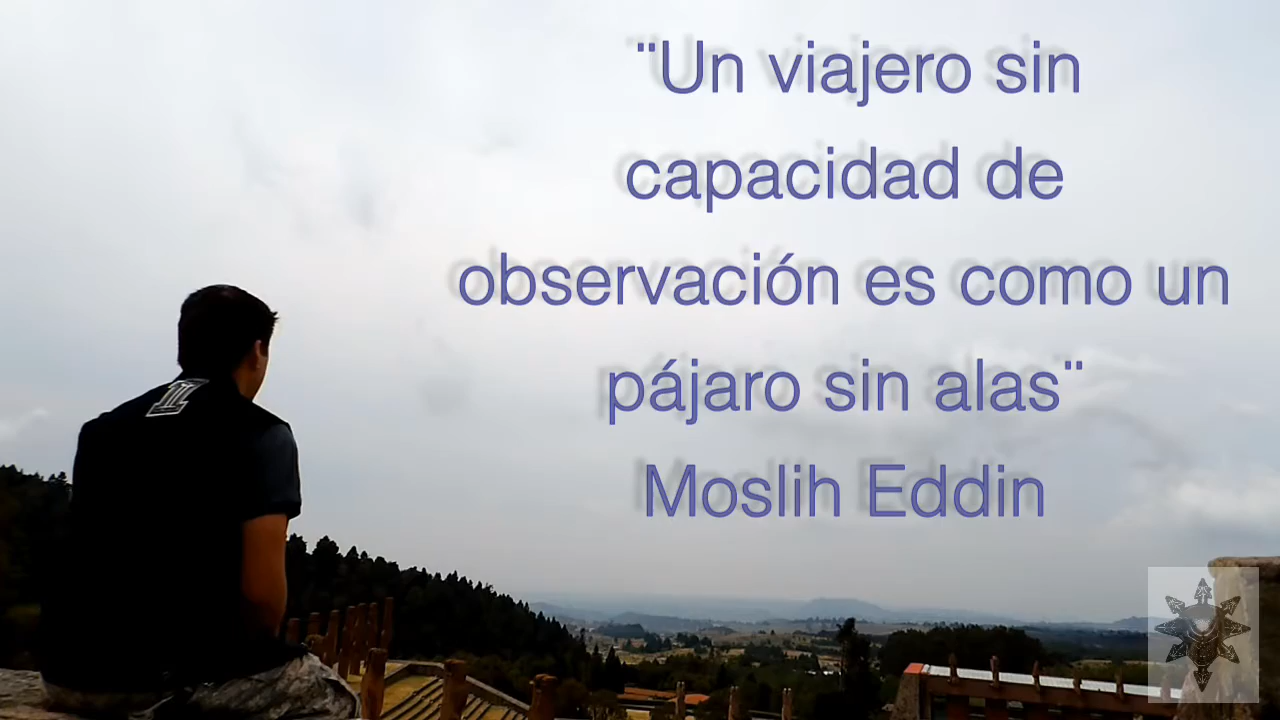 ¨Un viajero sin
capacidad de
observación es como un
pájaro sin alas¨
Moslih Eddin